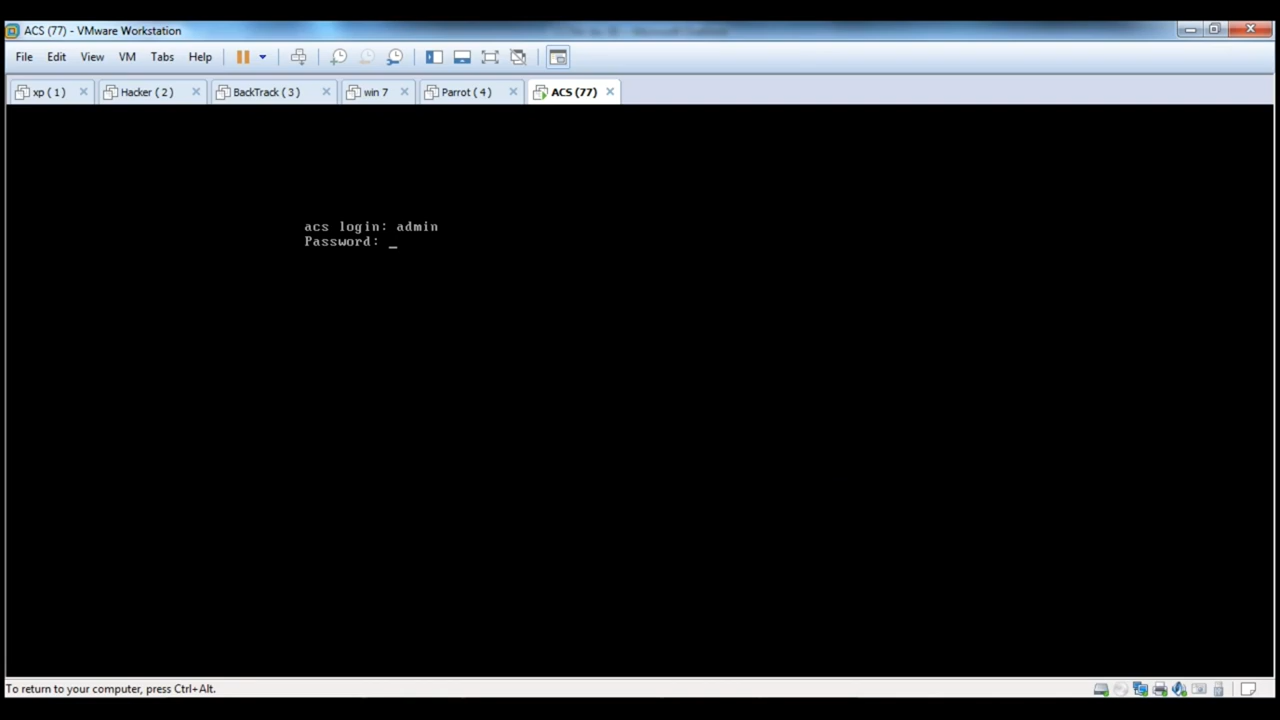 ACS (77) - VMware Workstation
File Edit View VM Tabs Help
xp ( 1 ) Hacker ( 2 ) BackTrack ( 3 ) win 7 Parrot ( 4 ) ACS (77)
acs login: admin
Password: _
To return to your computer, press Ctrl+Alt.